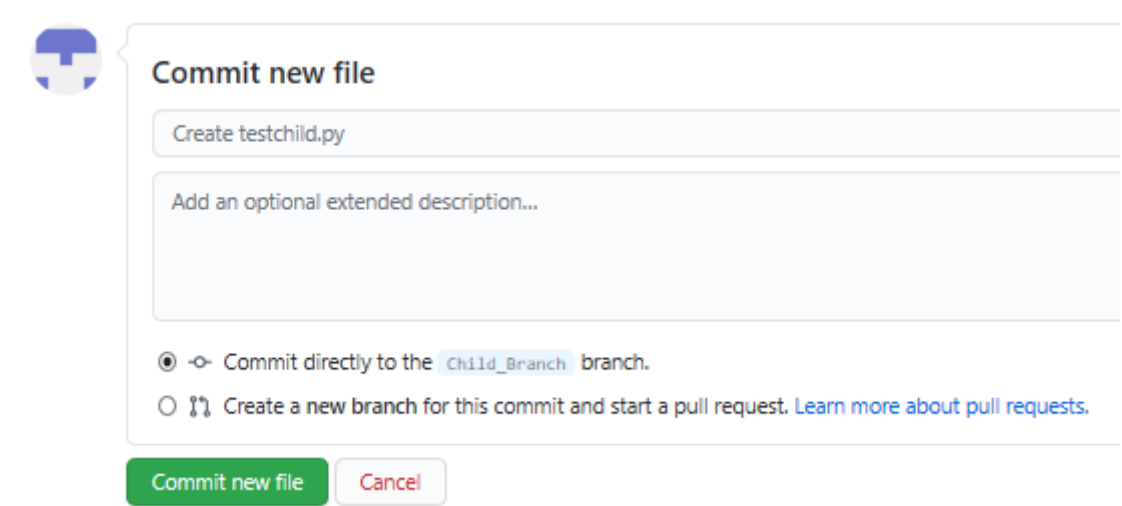 Commit new file
Create testchild.py
Add an optional extended description...
Commit directly to the Child_Branch branch.
Create a new branch for this commit and start a pull request. Learn more about pull requests.
Commit new file Cancel